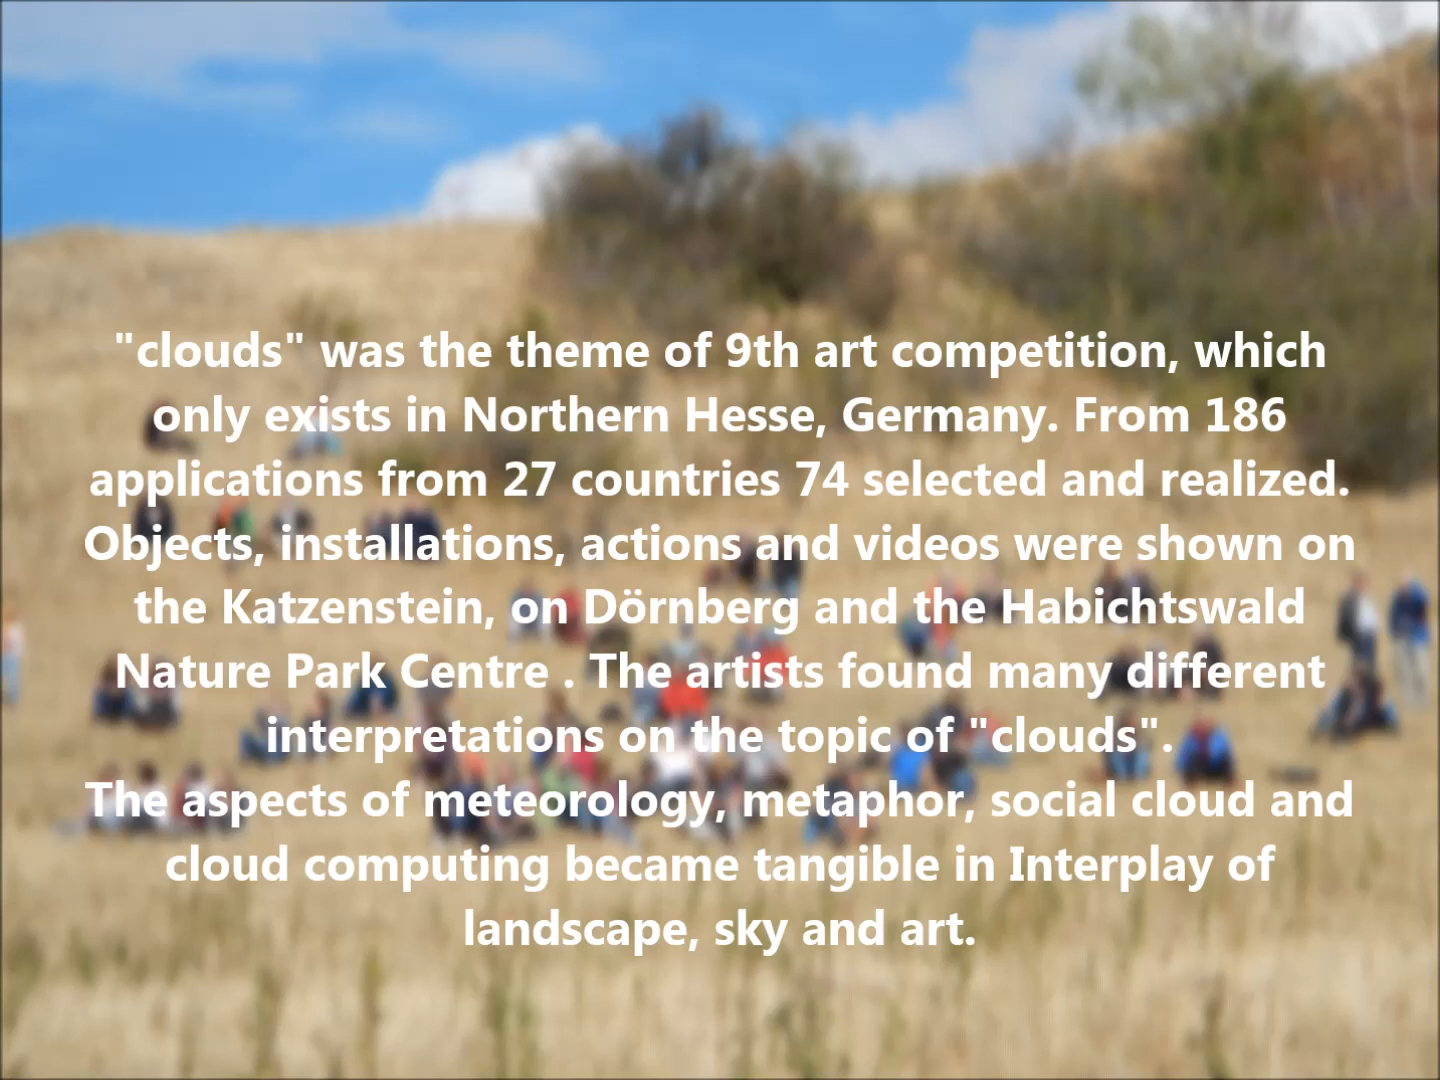 "clouds" was the theme of 9th art competition, which
only exists in Northern Hesse, Germany. From 186
applications from 27 countries 74 selected and realized.
Objects, installations, actions and videos were shown on
the Katzenstein, on Dörnberg and the Habichtswald
Nature Park Centre . The artists found many different
interpretations on the topic of "clouds".
The aspects of meteorology, metaphor, social cloud and
cloud computing became tangible in Interplay of
landscape, sky and art.